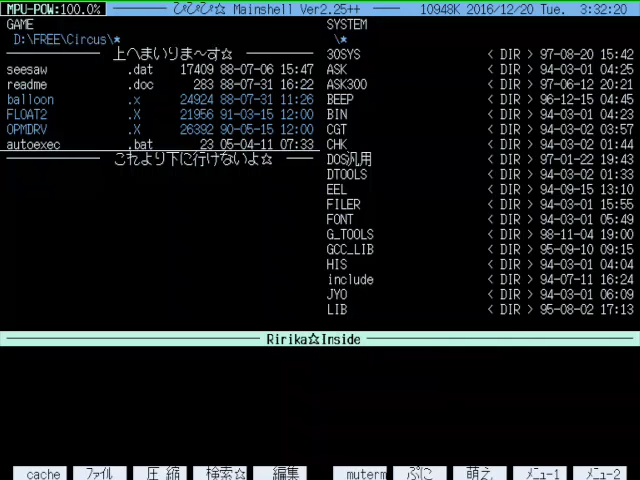 MPU-POW:100.0% ひひひ☆ Mainshell Ver2.25++ 10948K 2016/12/20 Tue. 3:32:20
GAME
D:\FREE\Circus\*
上へまいりま〜す☆
seesaw .dat 17409 88-07-06 15:47
readme .doc 283 88-07-31 16:22
balloon .x 24924 88-07-31 11:26
FLOAT2 .X 21956 91-03-15 12:00
OPMDRV .X 26392 90-05-15 12:00
autoexec .bat 23 05-04-11 07:33
これより下に行けないよ☆
SYSTEM
\*
30SYS < DIR > 97-08-20 15:42
ASK < DIR > 94-03-01 04:25
ASK300 < DIR > 97-06-12 20:21
BEEP < DIR > 96-12-15 04:45
BIN < DIR > 94-03-01 04:23
CGT < DIR > 94-03-02 03:57
CHK < DIR > 94-03-02 01:44
DOS汎用 < DIR > 97-01-22 19:43
DTOOLS < DIR > 94-03-02 01:33
EEL < DIR > 94-09-15 13:10
FILER < DIR > 94-03-01 15:55
FONT < DIR > 94-03-01 05:49
G_TOOLS < DIR > 98-11-04 19:00
GCC_LIB < DIR > 95-09-10 09:15
HIS < DIR > 94-03-01 04:04
include < DIR > 94-07-11 16:24
JYO < DIR > 94-03-01 06:09
LIB < DIR > 95-08-02 17:13
Ririka☆Inside
cache ファイル 圧 縮 検索☆ 編集 muterm ぷに 萌え メニュー1 メニュー2